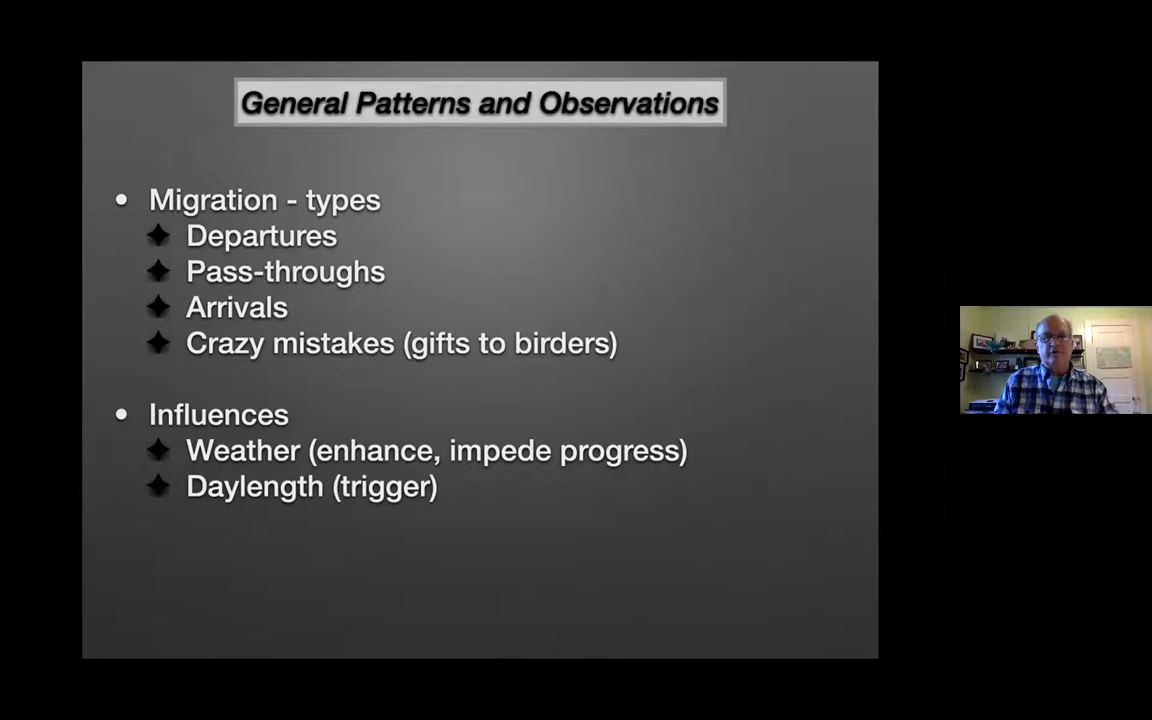 General Patterns and Observations
• Migration - types
✦ Departures
✦ Pass-throughs
✦ Arrivals
✦ Crazy mistakes (gifts to birders)
• Influences
✦ Weather (enhance, impede progress)
✦ Daylength (trigger)